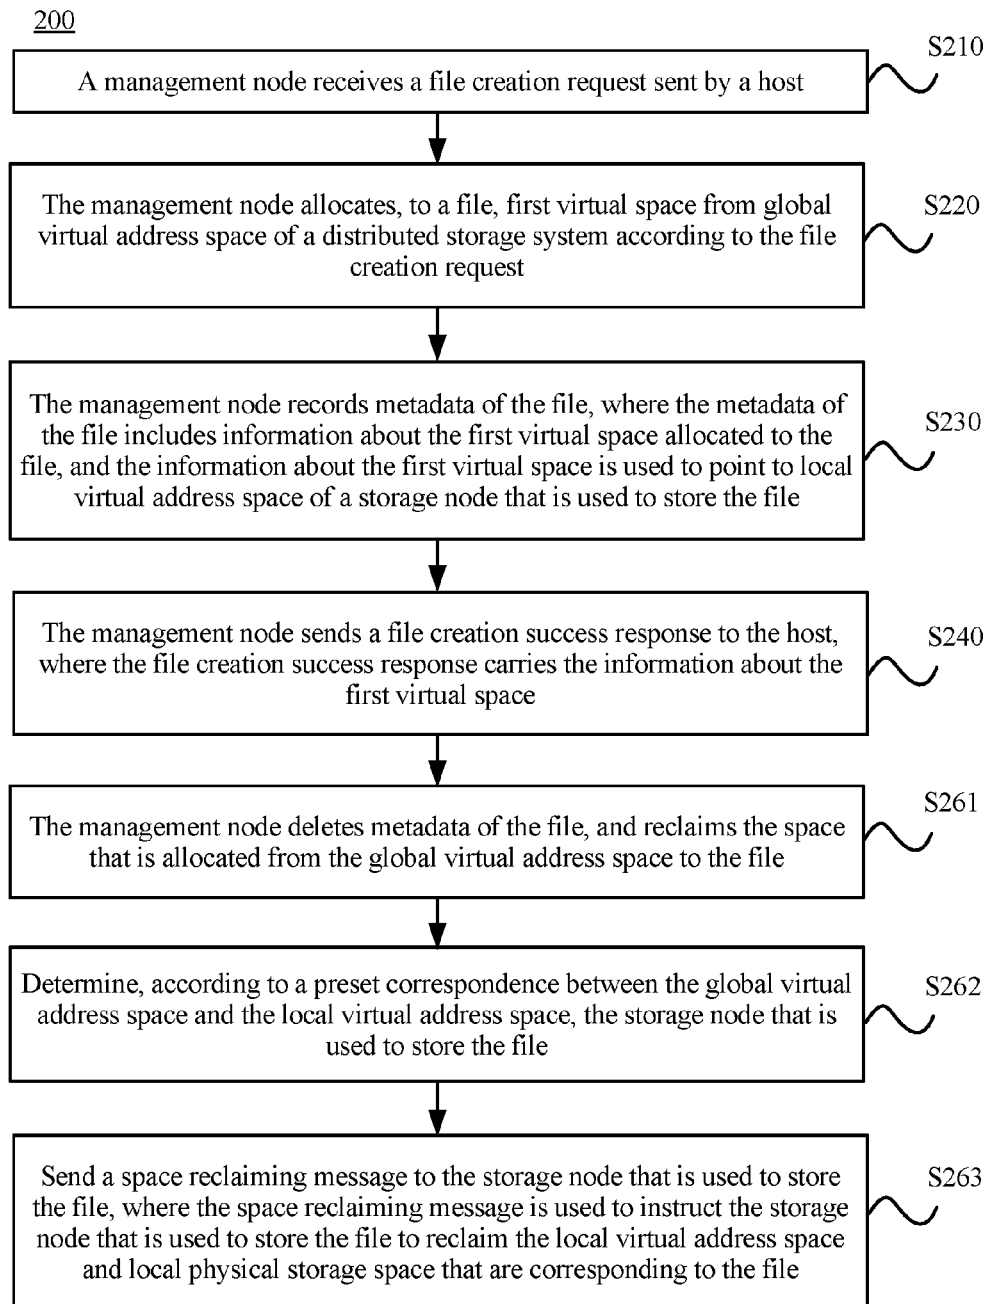 200
S210
A management node receives a file creation request sent by a host
S220
The management node allocates, to a file, first virtual space from global
virtual address space of a distributed storage system according to the file
creation request
S230
The management node records metadata of the file, where the metadata of
the file includes information about the first virtual space allocated to the
file, and the information about the first virtual space is used to point to local
virtual address space of a storage node that is used to store the file
S240
The management node sends a file creation success response to the host,
where the file creation success response carries the information about the
first virtual space
S261
The management node deletes metadata of the file, and reclaims the space
that is allocated from the global virtual address space to the file
S262
Determine, according to a preset correspondence between the global virtual
address space and the local virtual address space, the storage node that is
used to store the file
S263
Send a space reclaiming message to the storage node that is used to store
the file, where the space reclaiming message is used to instruct the storage
node that is used to store the file to reclaim the local virtual address space
and local physical storage space that are corresponding to the file